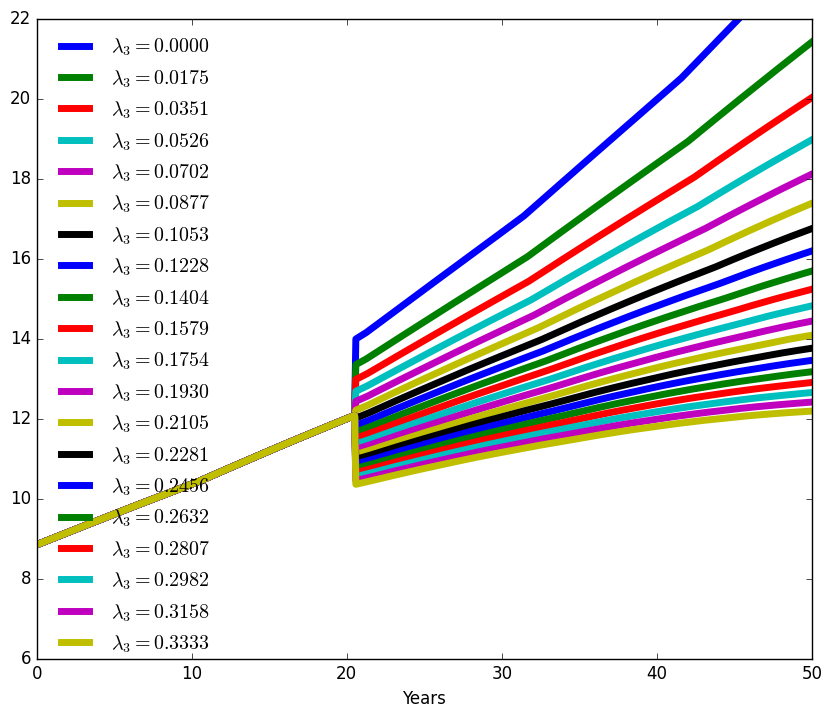 22
20
18
16
14
12
10
8
6
λ₃ = 0.0000
λ₃ = 0.0175
λ₃ = 0.0351
λ₃ = 0.0526
λ₃ = 0.0702
λ₃ = 0.0877
λ₃ = 0.1053
λ₃ = 0.1228
λ₃ = 0.1404
λ₃ = 0.1579
λ₃ = 0.1754
λ₃ = 0.1930
λ₃ = 0.2105
λ₃ = 0.2281
λ₃ = 0.2456
λ₃ = 0.2632
λ₃ = 0.2807
λ₃ = 0.2982
λ₃ = 0.3158
λ₃ = 0.3333
0 10 20 30 40 50
Years